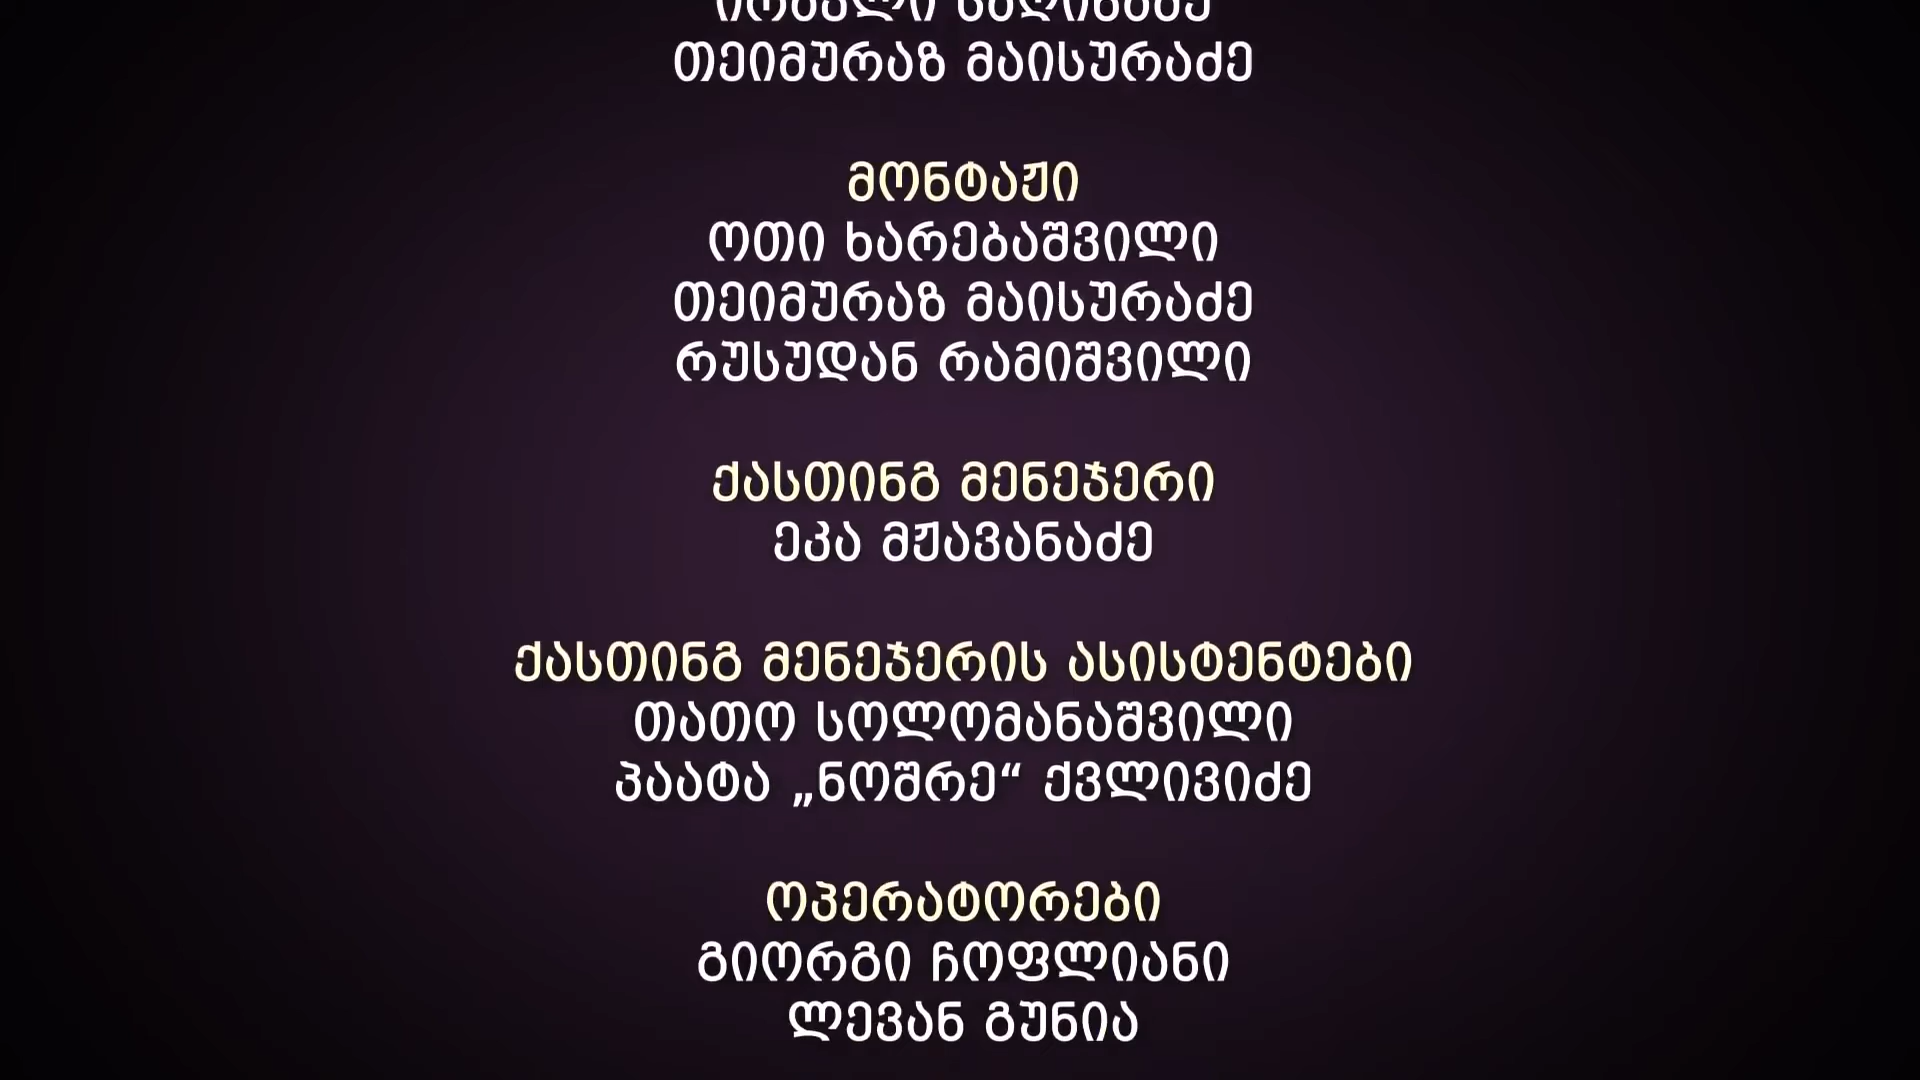 თეიმურაზ მაისურაძე
მონტაჟი
ოთი ხარებაშვილი
თეიმურაზ მაისურაძე
რუსუდან რამიშვილი
ქასთინგ მენეჯერი
ეკა მჟავანაძე
ქასთინგ მენეჯერის ასისტენტები
თათო სოლომანაშვილი
პაატა „ნოშრე“ ქვლივიძე
ოპერატორები
გიორგი ჩოფლიანი
ლევან გუნია